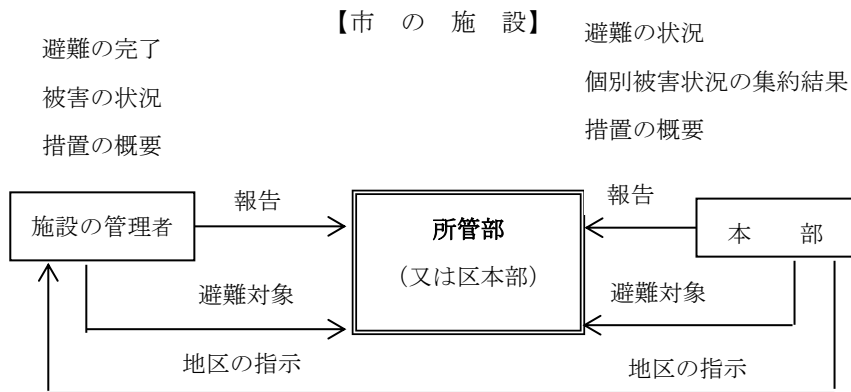 【市　の　施　設】
避難の完了
被害の状況
措置の概要
避難の状況
個別被害状況の集約結果
措置の概要
報告
報告
施設の管理者
所管部
（又は区本部）
本　　部
避難対象
避難対象
地区の指示
地区の指示